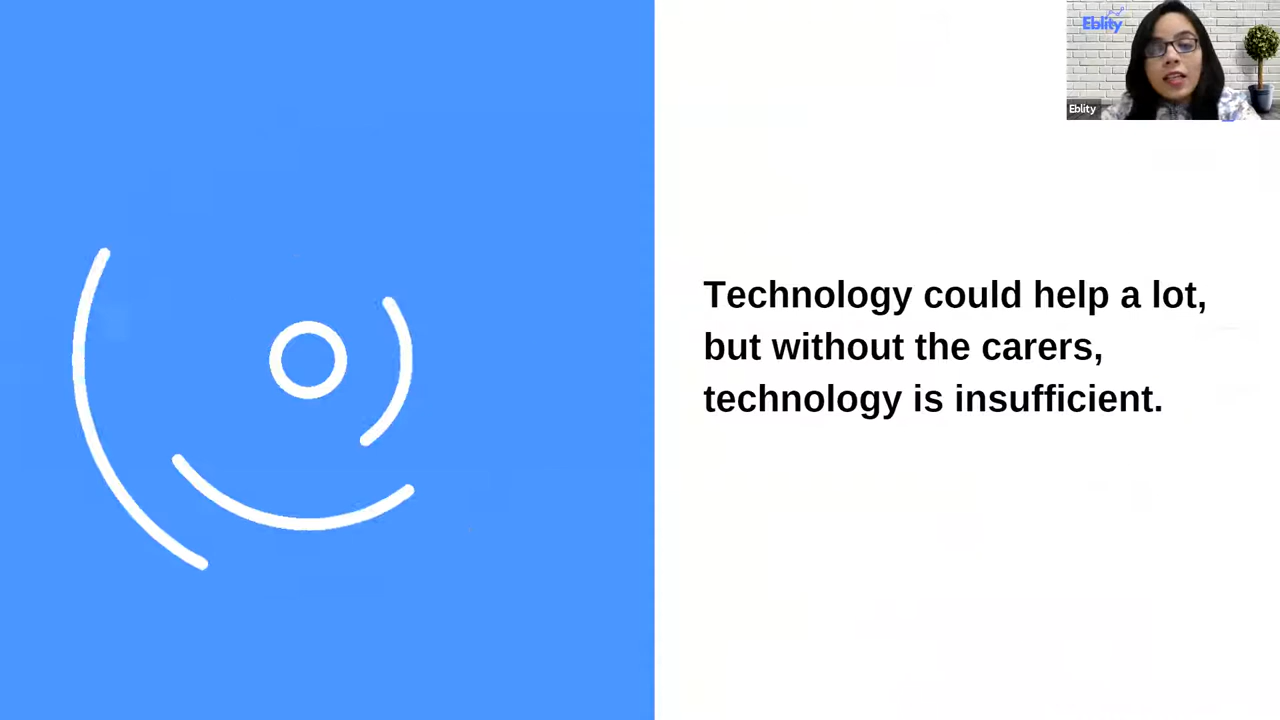 Eblity
Eblity
Technology could help a lot,
but without the carers,
technology is insufficient.